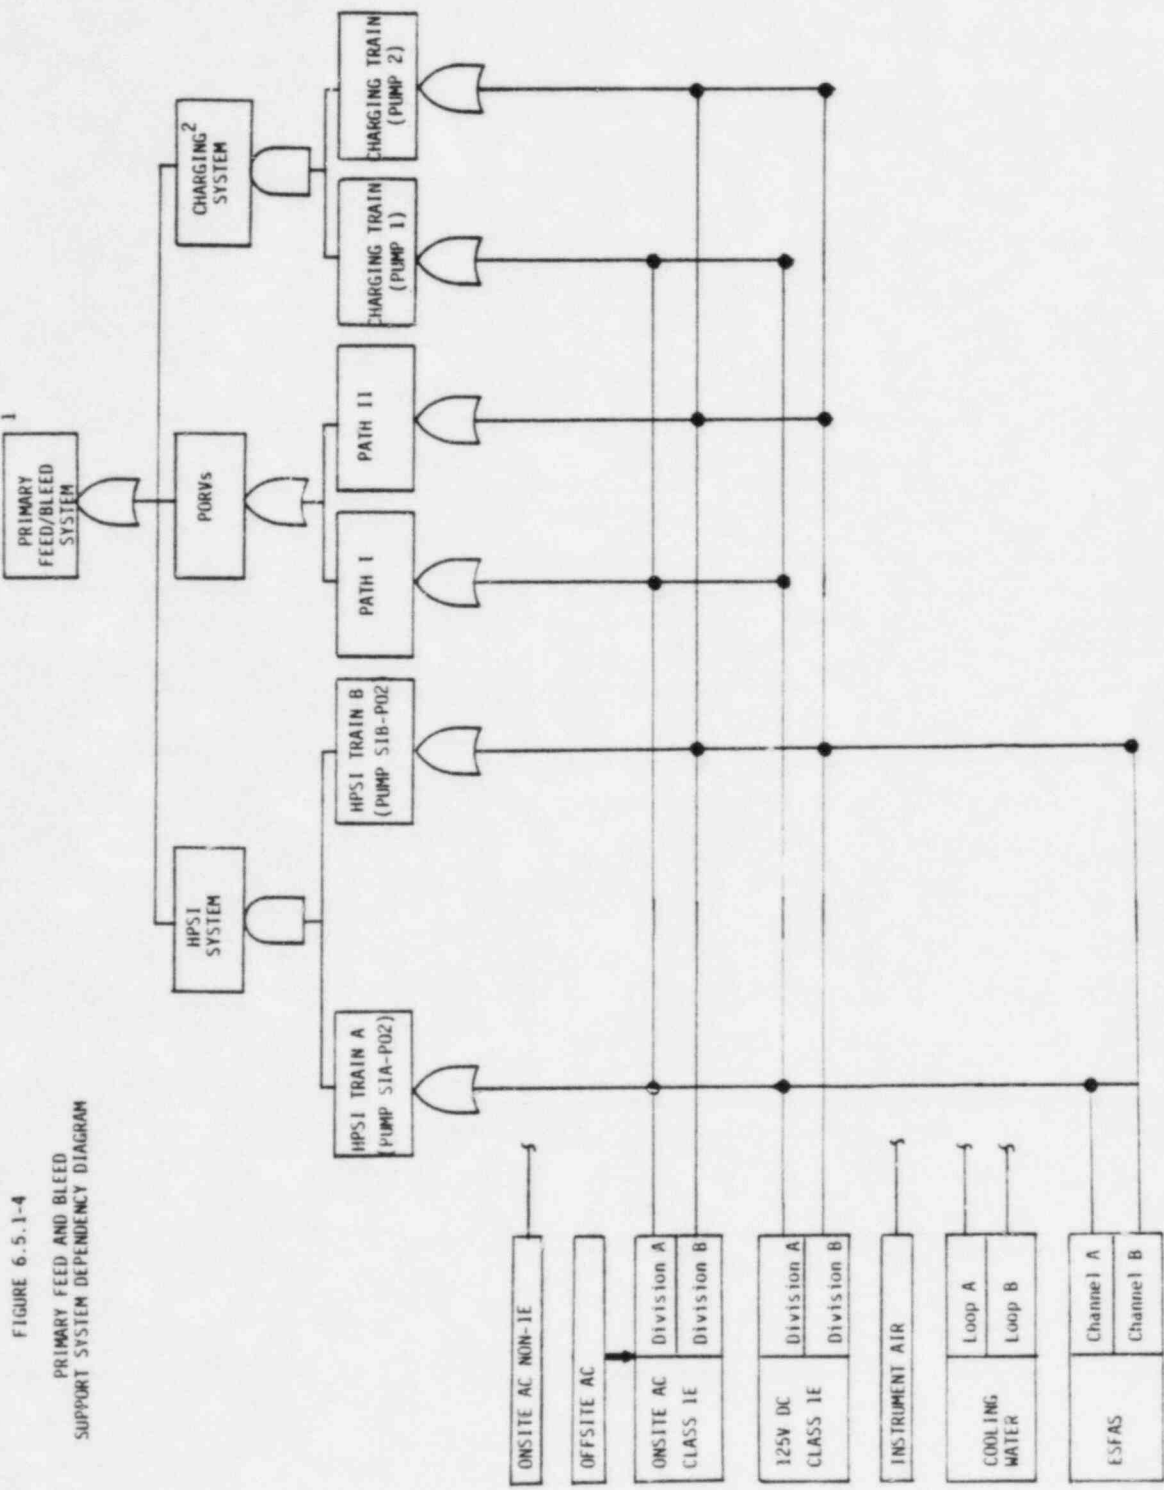 FIGURE 6.5.1-4
PRIMARY FEED AND BLEED
SUPPORT SYSTEM DEPENDENCY DIAGRAM
PRIMARY
FEED/BLEED
SYSTEM
1
HPSI
SYSTEM
PORVs
CHARGING2
SYSTEM
HPSI TRAIN A
(PUMP SIA-P02)
HPSI TRAIN B
(PUMP SIB-P02)
PATH I
PATH II
CHARGING TRAIN
(PUMP 1)
CHARGING TRAIN
(PUMP 2)
ONSITE AC NON-1E
OFFSITE AC
ONSITE AC
CLASS 1E
Division A
Division B
125V DC
CLASS 1E
Division A
Division B
INSTRUMENT AIR
COOLING
WATER
Loop A
Loop B
ESFAS
Channel A
Channel B